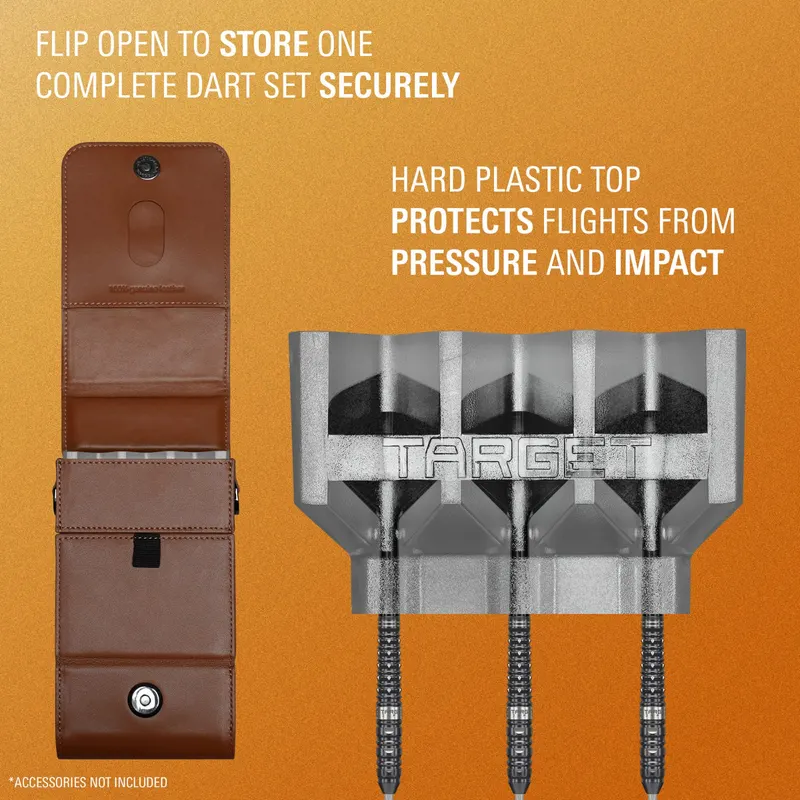 FLIP OPEN TO STORE ONE
COMPLETE DART SET SECURELY
HARD PLASTIC TOP
PROTECTS FLIGHTS FROM
PRESSURE AND IMPACT
TARGET
*ACCESSORIES NOT INCLUDED